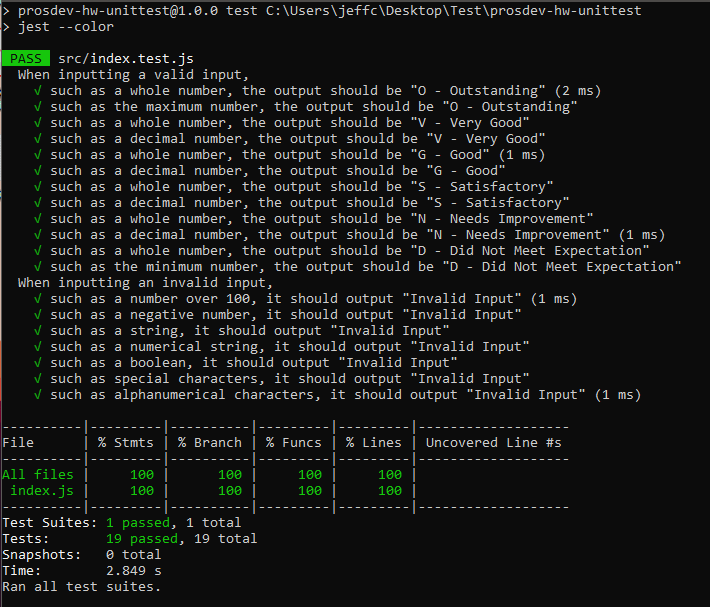 > prosdev-hw-unittest@1.0.0 test C:\Users\jeffc\Desktop\Test\prosdev-hw-unittest
> jest --color
PASS src/index.test.js
When inputting a valid input,
√ such as a whole number, the output should be "O - Outstanding" (2 ms)
√ such as the maximum number, the output should be "O - Outstanding"
√ such as a whole number, the output should be "V - Very Good"
√ such as a decimal number, the output should be "V - Very Good"
√ such as a whole number, the output should be "G - Good" (1 ms)
√ such as a decimal number, the output should be "G - Good"
√ such as a whole number, the output should be "S - Satisfactory"
√ such as a decimal number, the output should be "S - Satisfactory"
√ such as a whole number, the output should be "N - Needs Improvement"
√ such as a decimal number, the output should be "N - Needs Improvement" (1 ms)
√ such as a whole number, the output should be "D - Did Not Meet Expectation"
√ such as the minimum number, the output should be "D - Did Not Meet Expectation"
When inputting an invalid input,
√ such as a number over 100, it should output "Invalid Input" (1 ms)
√ such as a negative number, it should output "Invalid Input"
√ such as a string, it should output "Invalid Input"
√ such as a numerical string, it should output "Invalid Input"
√ such as a boolean, it should output "Invalid Input"
√ such as special characters, it should output "Invalid Input"
√ such as alphanumerical characters, it should output "Invalid Input" (1 ms)
----------|---------|----------|---------|---------|-------------------
File      | % Stmts | % Branch | % Funcs | % Lines | Uncovered Line #s
----------|---------|----------|---------|---------|-------------------
All files |     100 |      100 |     100 |     100 |
 index.js |     100 |      100 |     100 |     100 |
----------|---------|----------|---------|---------|-------------------
Test Suites: 1 passed, 1 total
Tests:       19 passed, 19 total
Snapshots:   0 total
Time:        2.849 s
Ran all test suites.